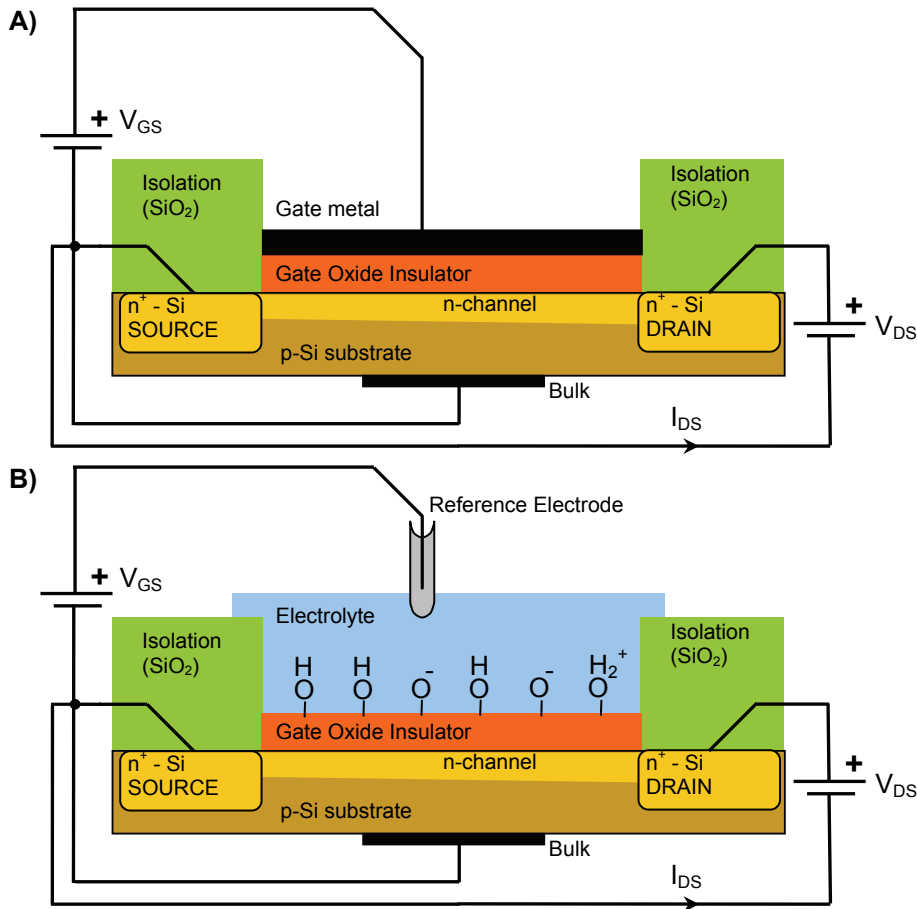 A)
+ V_GS
Isolation
(SiO₂)
Gate metal
Isolation
(SiO₂)
Gate Oxide Insulator
n⁺ - Si
SOURCE
n-channel
n⁺ - Si
DRAIN
+
V_DS
p-Si substrate
Bulk
I_DS
B)
Reference Electrode
+ V_GS
Electrolyte
Isolation
(SiO₂)
Isolation
(SiO₂)
H H H H₂⁺
O O O⁻ O O⁻ O
Gate Oxide Insulator
n⁺ - Si
SOURCE
n-channel
n⁺ - Si
DRAIN
+
V_DS
p-Si substrate
Bulk
I_DS